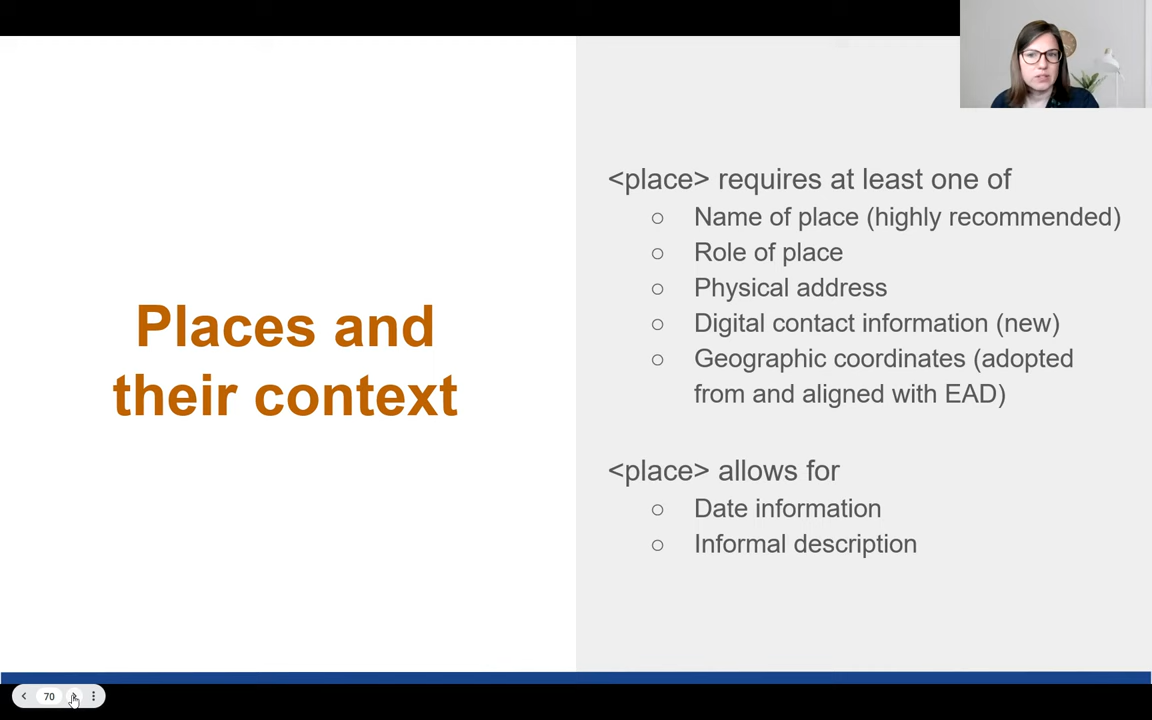 Places and
their context
<place> requires at least one of
○ Name of place (highly recommended)
○ Role of place
○ Physical address
○ Digital contact information (new)
○ Geographic coordinates (adopted
from and aligned with EAD)
<place> allows for
○ Date information
○ Informal description
70